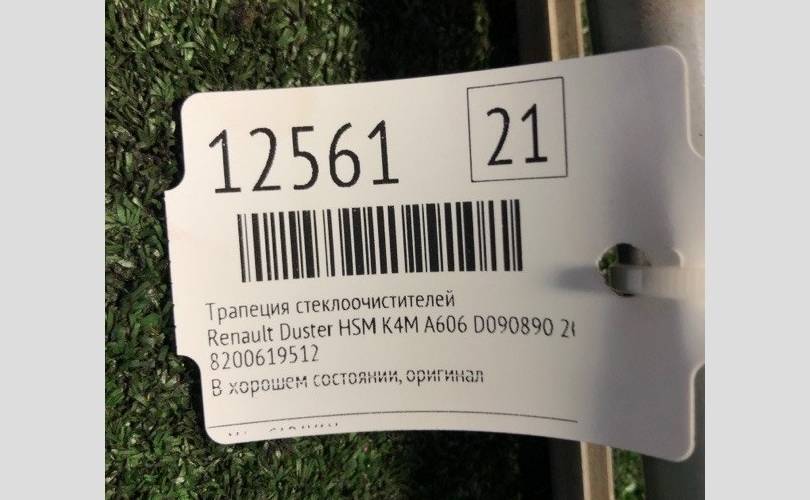 12561
21
Трапеция стеклоочистителей
Renault Duster HSM K4M A606 D090890
8200619512
В хорошем состоянии, оригинал